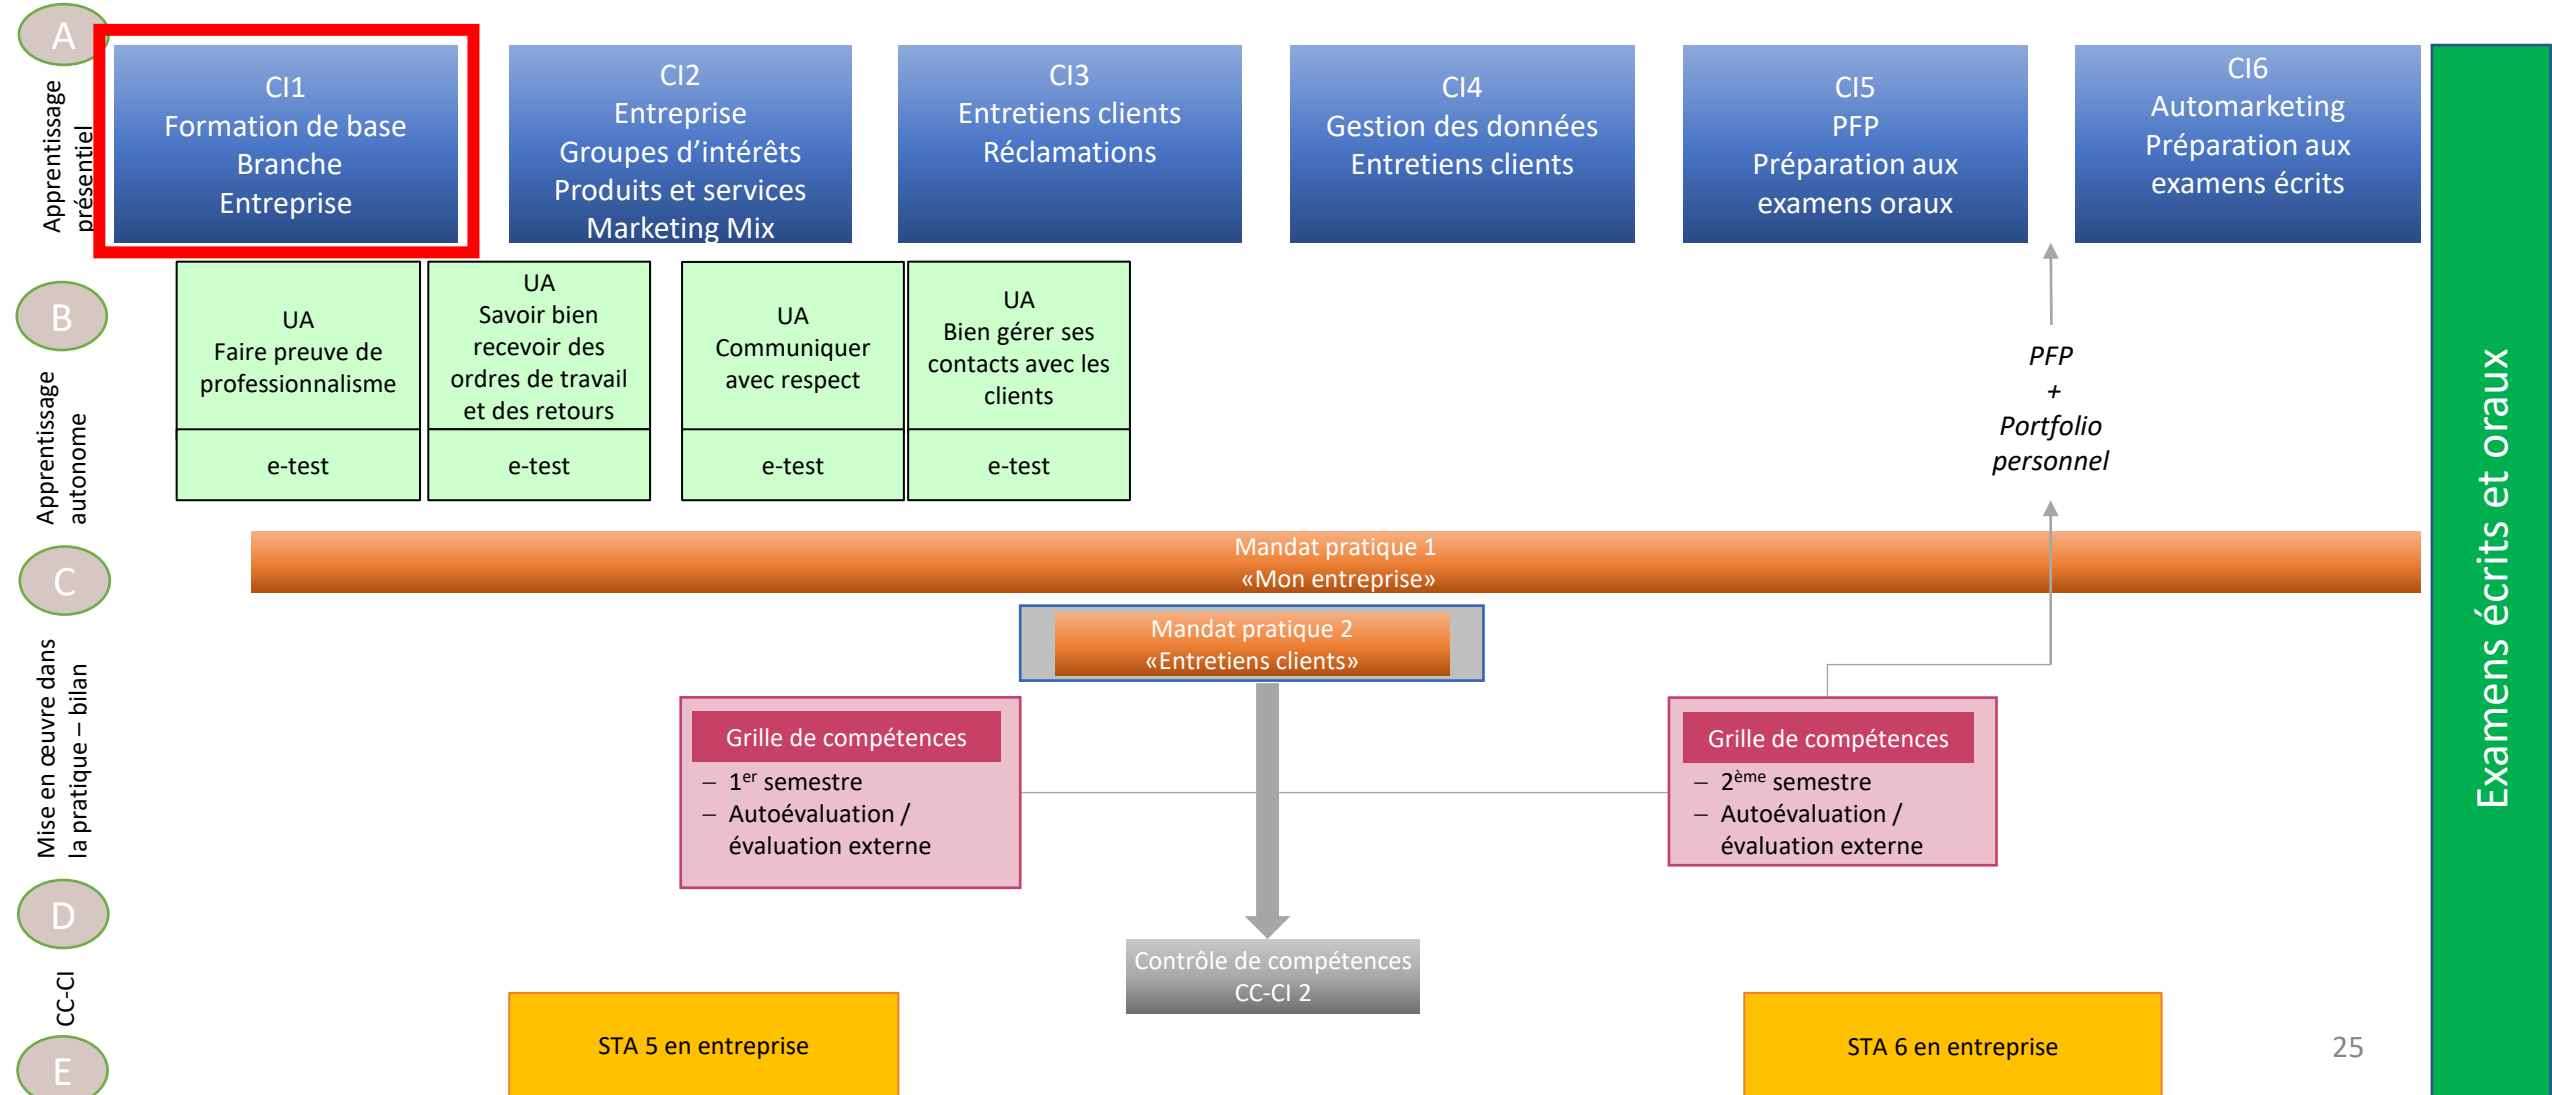 A
Apprentissage
présentiel
CI1
Formation de base
Branche
Entreprise
CI2
Entreprise
Groupes d'intérêts
Produits et services
Marketing Mix
CI3
Entretiens clients
Réclamations
CI4
Gestion des données
Entretiens clients
CI5
PFP
Préparation aux
examens oraux
CI6
Automarketing
Préparation aux
examens écrits
B
Apprentissage
autonome
UA
Faire preuve de
professionnalisme
e-test
UA
Savoir bien
recevoir des
ordres de travail
et des retours
e-test
UA
Communiquer
avec respect
e-test
UA
Bien gérer ses
contacts avec les
clients
e-test
PFP
+
Portfolio
personnel
C
Mise en œuvre dans
la pratique – bilan
Mandat pratique 1
«Mon entreprise»
Mandat pratique 2
«Entretiens clients»
Grille de compétences
– 1er semestre
– Autoévaluation /
évaluation externe
Grille de compétences
– 2ème semestre
– Autoévaluation /
évaluation externe
D
CC-CI
Contrôle de compétences
CC-CI 2
E
STA 5 en entreprise
STA 6 en entreprise
Examens écrits et oraux
25